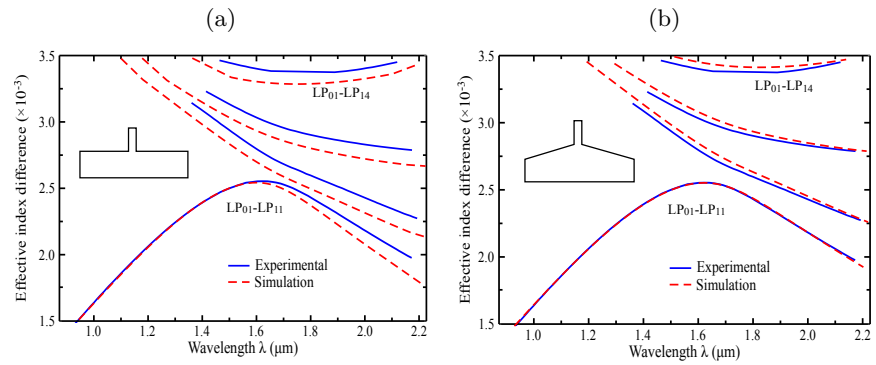 (a)
Effective index difference (×10⁻³)
3.5
3.0
2.5
2.0
1.5
LP₀₁-LP₁₄
LP₀₁-LP₁₁
Experimental
Simulation
1.0 1.2 1.4 1.6 1.8 2.0 2.2
Wavelength λ (μm)
(b)
Effective index difference (×10⁻³)
3.5
3.0
2.5
2.0
1.5
LP₀₁-LP₁₄
LP₀₁-LP₁₁
Experimental
Simulation
1.0 1.2 1.4 1.6 1.8 2.0 2.2
Wavelength λ (μm)